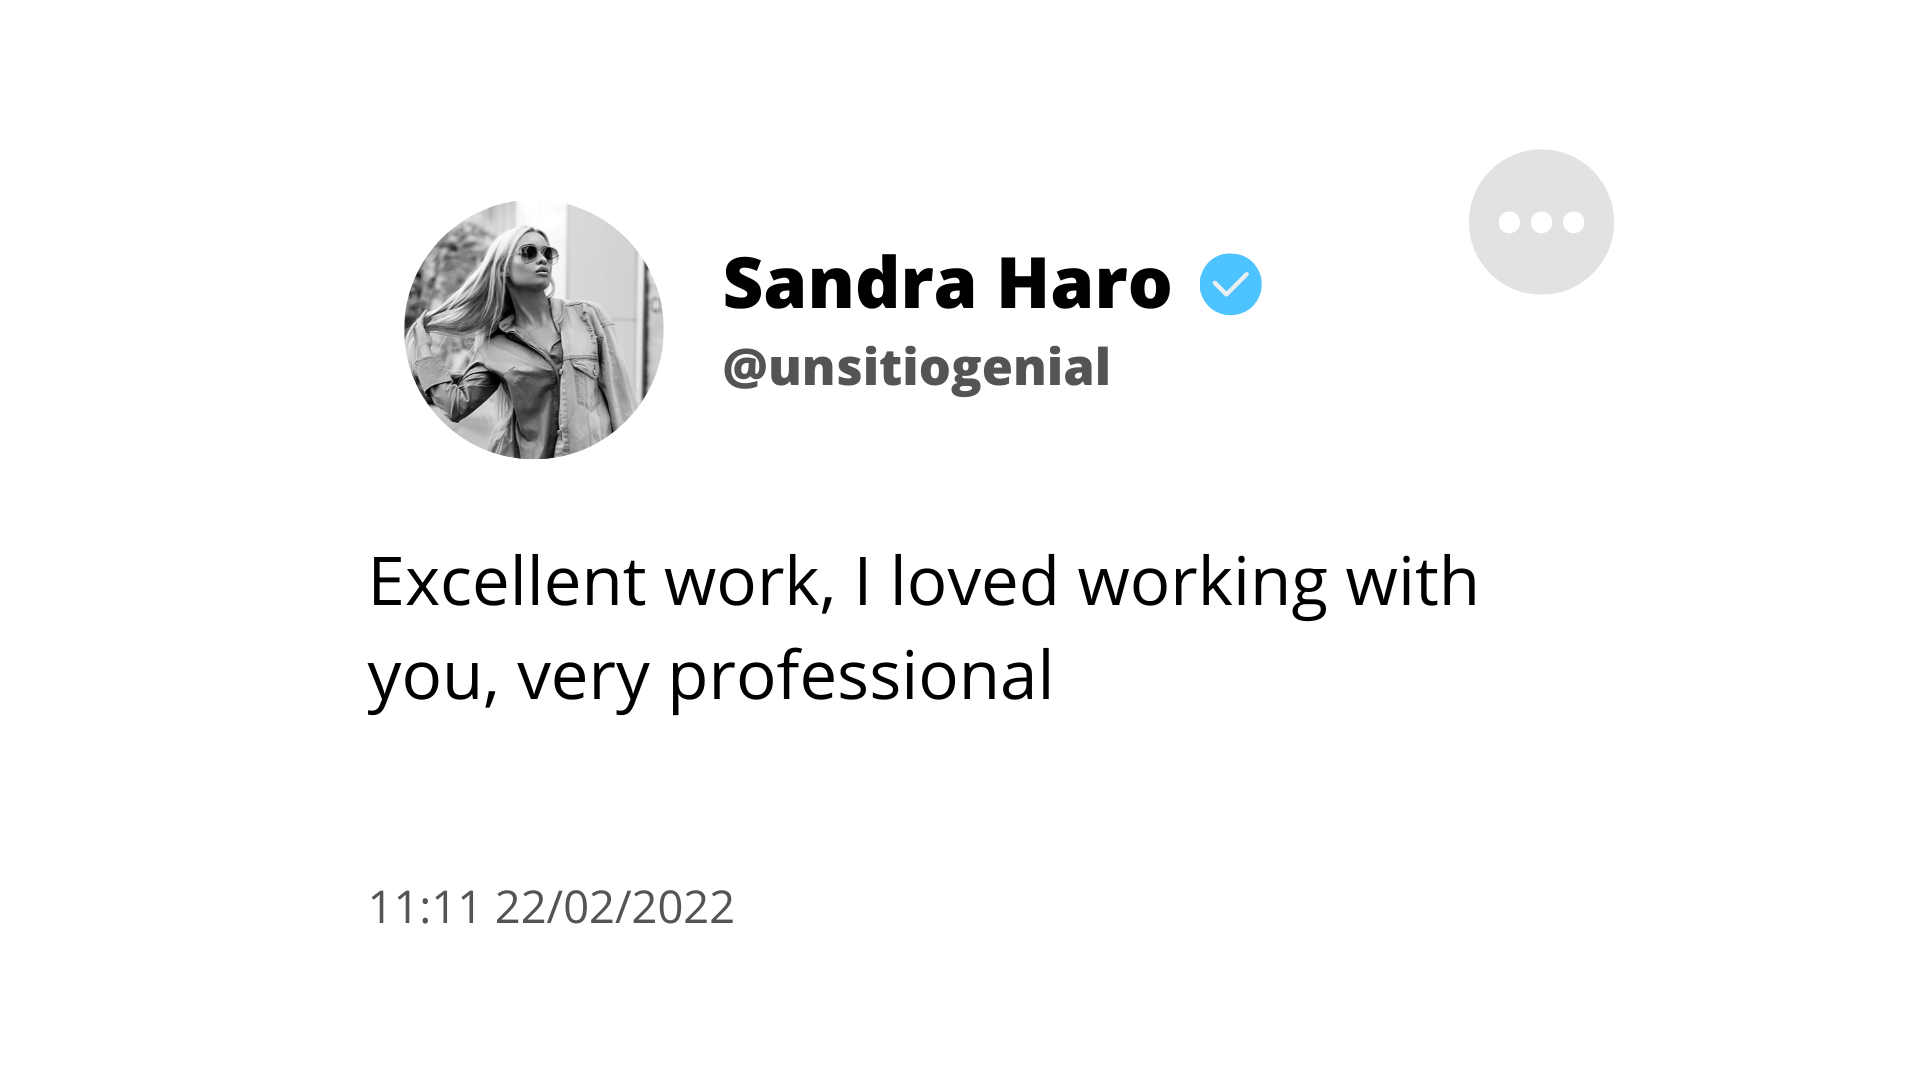 Sandra Haro
@unsitiogenial
Excellent work, I loved working with
you, very professional
11:11 22/02/2022